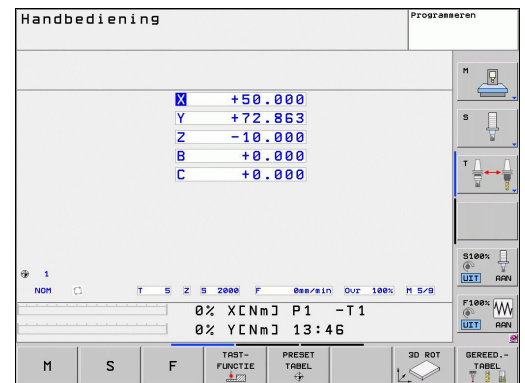 Handbediening
Programmeren
X +50.000
Y +72.863
Z -10.000
B +0.000
C +0.000
M
S
T
1
NOM T 5 Z S 2000 F 0mm/min Ovr 100% M 5/9
0% X[Nm] P1 -T1
0% Y[Nm] 13:46
S100%
UIT AAN
F100%
UIT AAN
M
S
F
TAST-
FUNCTIE
PRESET
TABEL
3D ROT
GEREED.-
TABEL